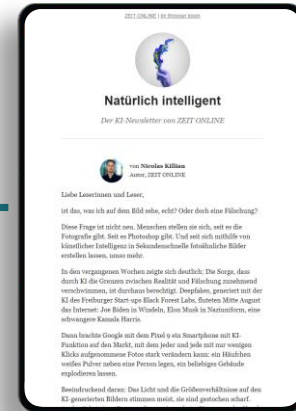 ZEIT ONLINE | Im Browser lesen
Natürlich intelligent
Der KI-Newsletter von ZEIT ONLINE
von Nicolas Killian
Autor, ZEIT ONLINE
Liebe Leserinnen und Leser,
ist das, was ich auf dem Bild sehe, echt? Oder doch eine Fälschung?
Diese Frage ist nicht neu. Menschen stellen sie sich, seit es die
Fotografie gibt. Seit es Photoshop gibt. Und seit sich mithilfe von
künstlicher Intelligenz in Sekundenschnelle fotoähnliche Bilder
erstellen lassen, umso mehr.
In den vergangenen Wochen zeigte sich deutlich: Die Sorge, dass
durch KI die Grenzen zwischen Realität und Fälschung zunehmend
verschwimmen, ist durchaus berechtigt. Deepfakes, generiert mit der
KI des Freiburger Start-ups Black Forest Labs, fluteten Mitte August
das Internet: Joe Biden in Windeln, Elon Musk in Naziuniform, eine
schwangere Kamala Harris.
Dann brachte Google mit dem Pixel 9 ein Smartphone mit KI-
Funktion auf den Markt, mit dem jeder und jede mit nur wenigen
Klicks aufgenommene Fotos stark verändern kann: ein Häufchen
weißes Pulver neben eine Person legen, ein beliebiges Gebäude
explodieren lassen.
Beeindruckend daran: Das Licht und die Größenverhältnisse auf den
KI-generierten Bildern stimmen meist, sie sind gestochen scharf.